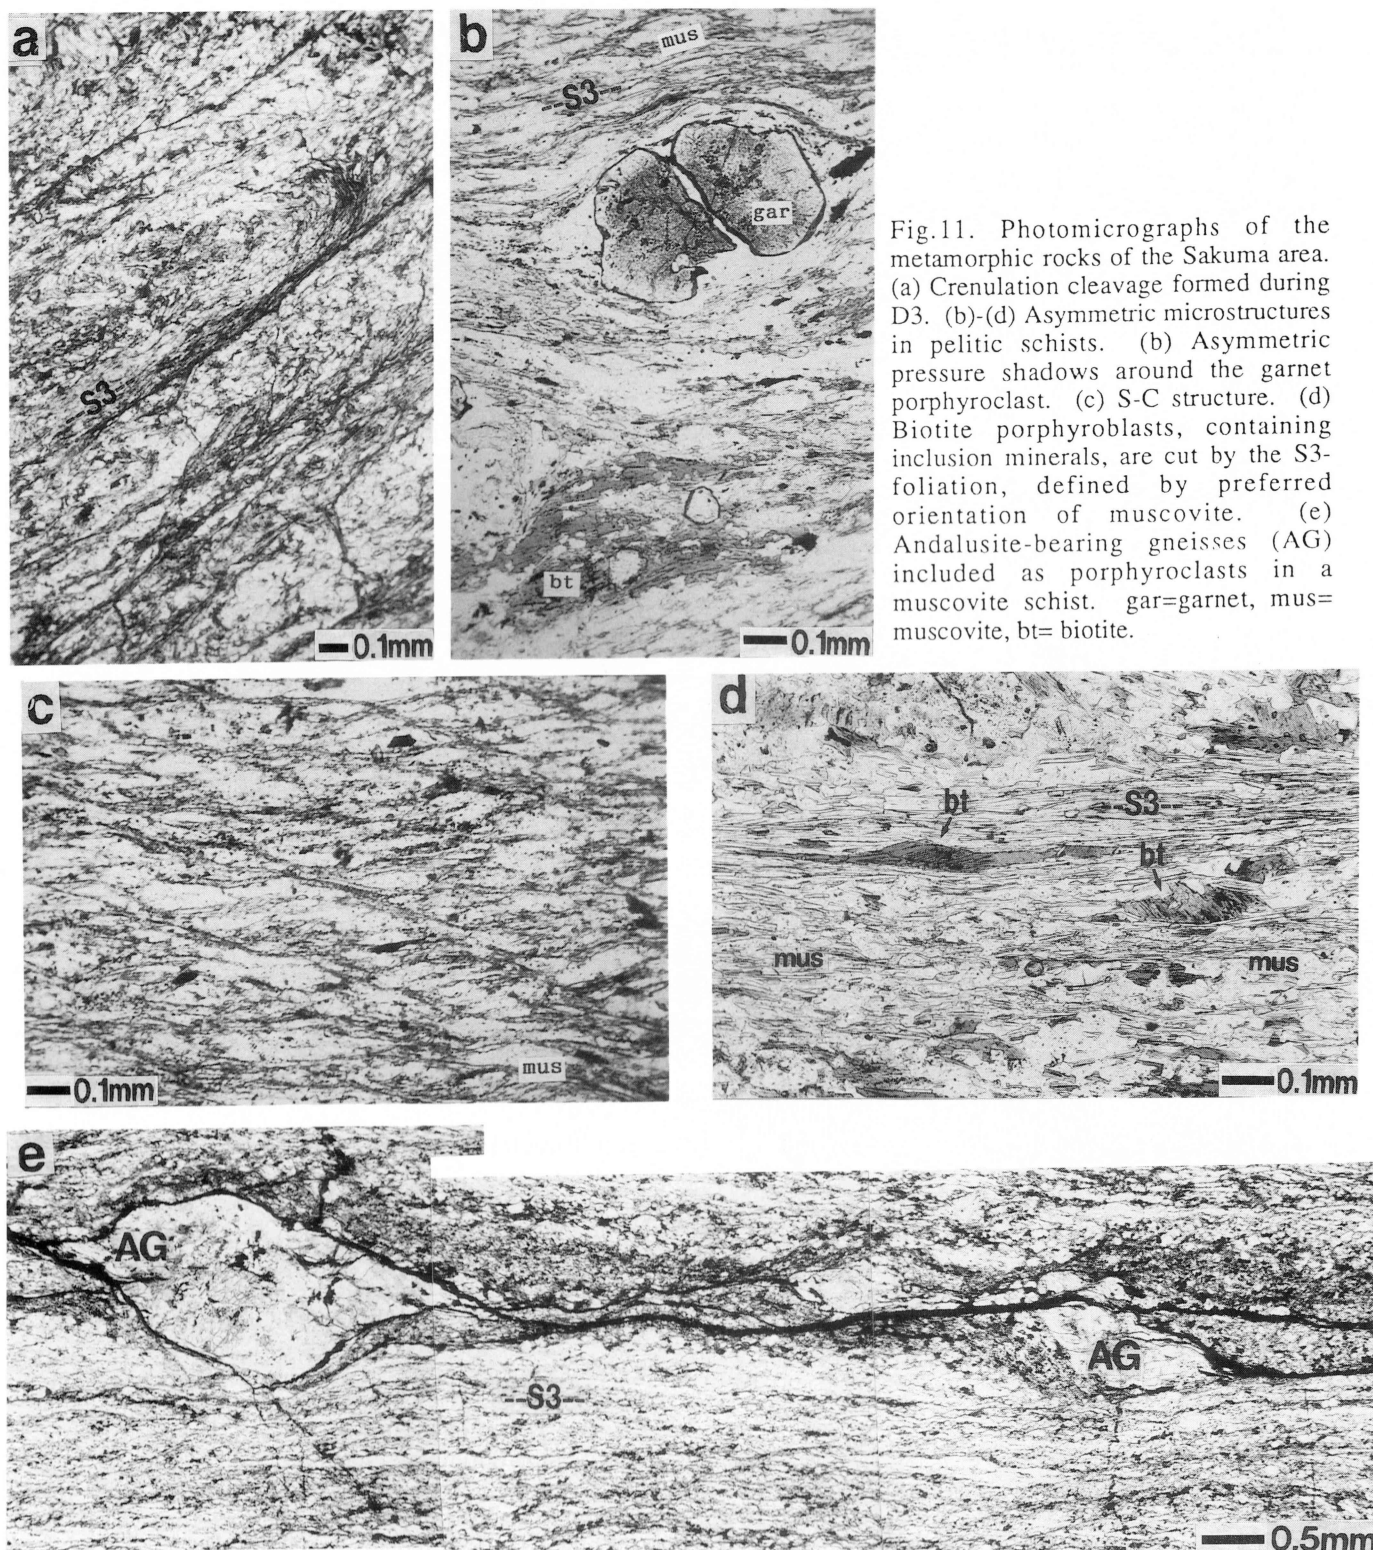 a
S3
0.1mm
b
mus
--S3--
gar
bt
0.1mm
Fig.11. Photomicrographs of the
metamorphic rocks of the Sakuma area.
(a) Crenulation cleavage formed during
D3. (b)-(d) Asymmetric microstructures
in pelitic schists. (b) Asymmetric
pressure shadows around the garnet
porphyroclast. (c) S-C structure. (d)
Biotite porphyroblasts, containing
inclusion minerals, are cut by the S3-
foliation, defined by preferred
orientation of muscovite. (e)
Andalusite-bearing gneisses (AG)
included as porphyroclasts in a
muscovite schist. gar=garnet, mus=
muscovite, bt= biotite.
c
mus
0.1mm
d
bt
--S3--
bt
mus
mus
0.1mm
e
AG
AG
--S3--
0.5mm